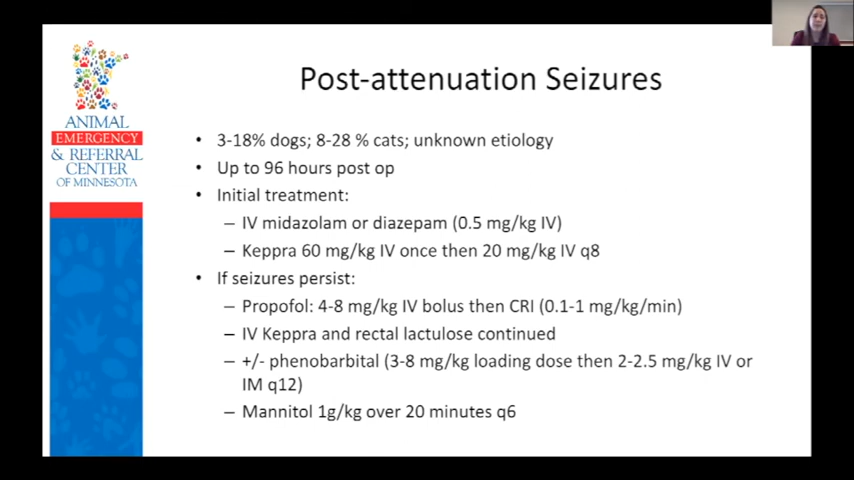 Post-attenuation Seizures
ANIMAL
EMERGENCY
& REFERRAL
CENTER
OF MINNESOTA
• 3-18% dogs; 8-28 % cats; unknown etiology
• Up to 96 hours post op
• Initial treatment:
– IV midazolam or diazepam (0.5 mg/kg IV)
– Keppra 60 mg/kg IV once then 20 mg/kg IV q8
• If seizures persist:
– Propofol: 4-8 mg/kg IV bolus then CRI (0.1-1 mg/kg/min)
– IV Keppra and rectal lactulose continued
– +/- phenobarbital (3-8 mg/kg loading dose then 2-2.5 mg/kg IV or
IM q12)
– Mannitol 1g/kg over 20 minutes q6